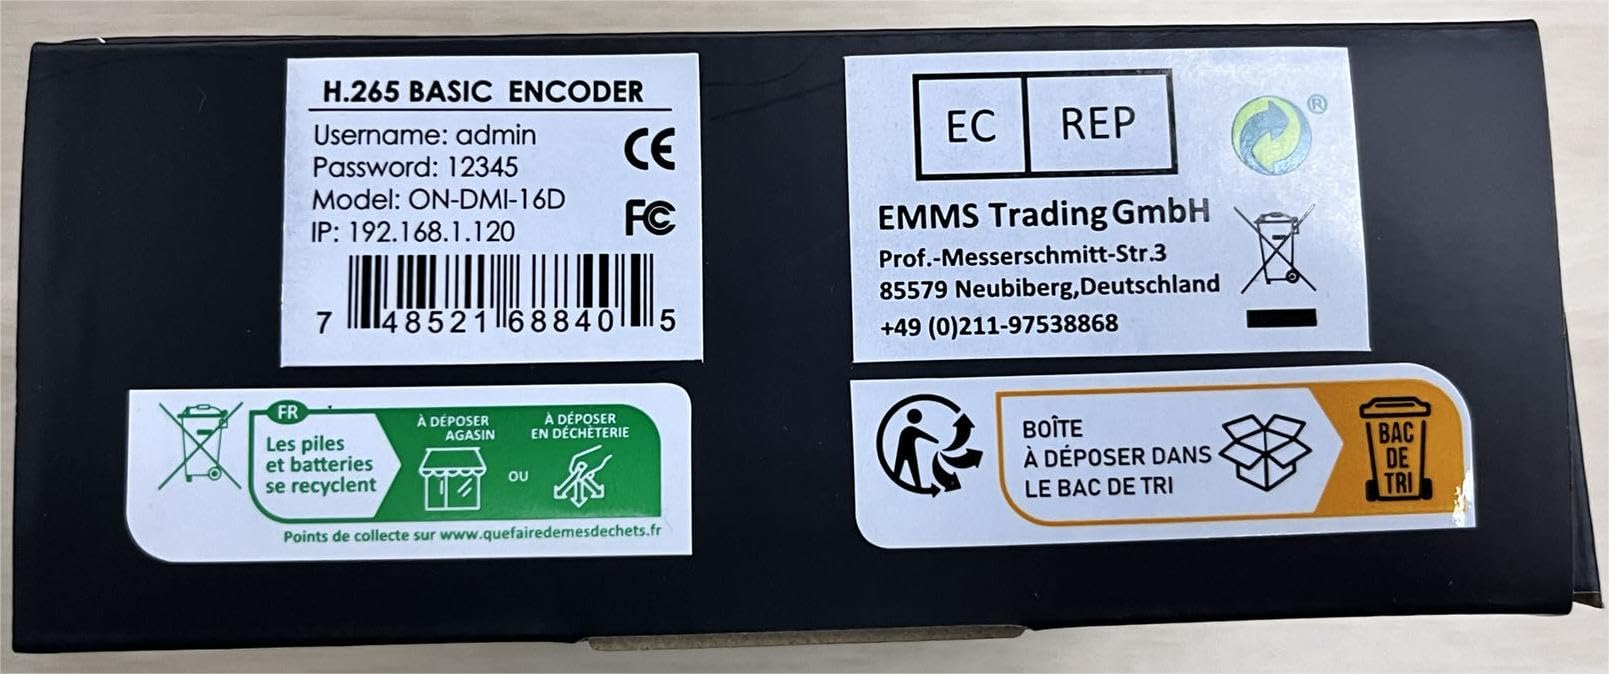 H.265 BASIC ENCODER
Username: admin
Password: 12345
Model: ON-DMI-16D
IP: 192.168.1.120
CE
FC
7 48521 68840 5
EC REP
®
EMMS Trading GmbH
Prof.-Messerschmitt-Str.3
85579 Neubiberg,Deutschland
+49 (0)211-97538868
FR
Les piles
et batteries
se recyclent
À DÉPOSER
AGASIN
OU
À DÉPOSER
EN DÉCHÈTERIE
Points de collecte sur www.quefairedemesdechets.fr
BOÎTE
À DÉPOSER DANS
LE BAC DE TRI
BAC
DE
TRI